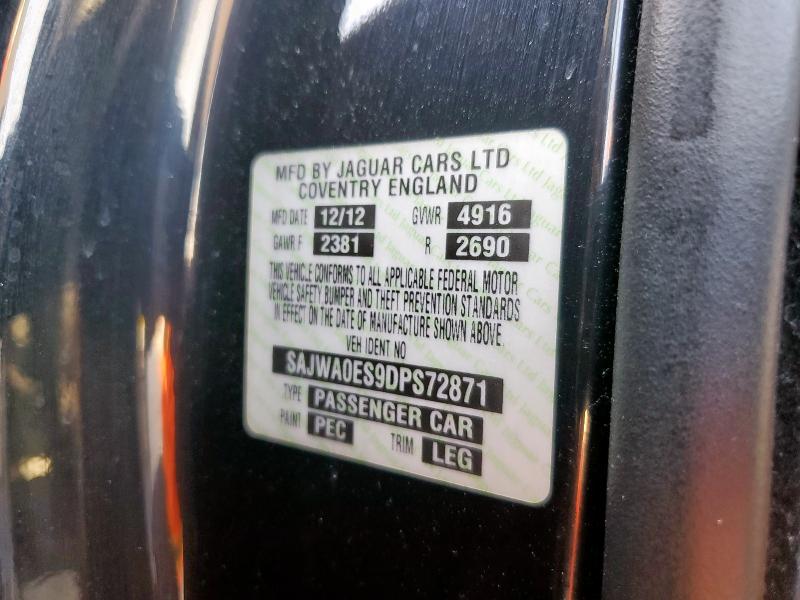 MFD BY JAGUAR CARS LTD
COVENTRY ENGLAND
MFD DATE 12/12 GVWR 4916
GAWR F 2381 R 2690
THIS VEHICLE CONFORMS TO ALL APPLICABLE FEDERAL MOTOR
VEHICLE SAFETY BUMPER AND THEFT PREVENTION STANDARDS
IN EFFECT ON THE DATE OF MANUFACTURE SHOWN ABOVE.
VEH IDENT NO
SAJWA0ES9DPS72871
TYPE PASSENGER CAR
PAINT PEC TRIM LEG